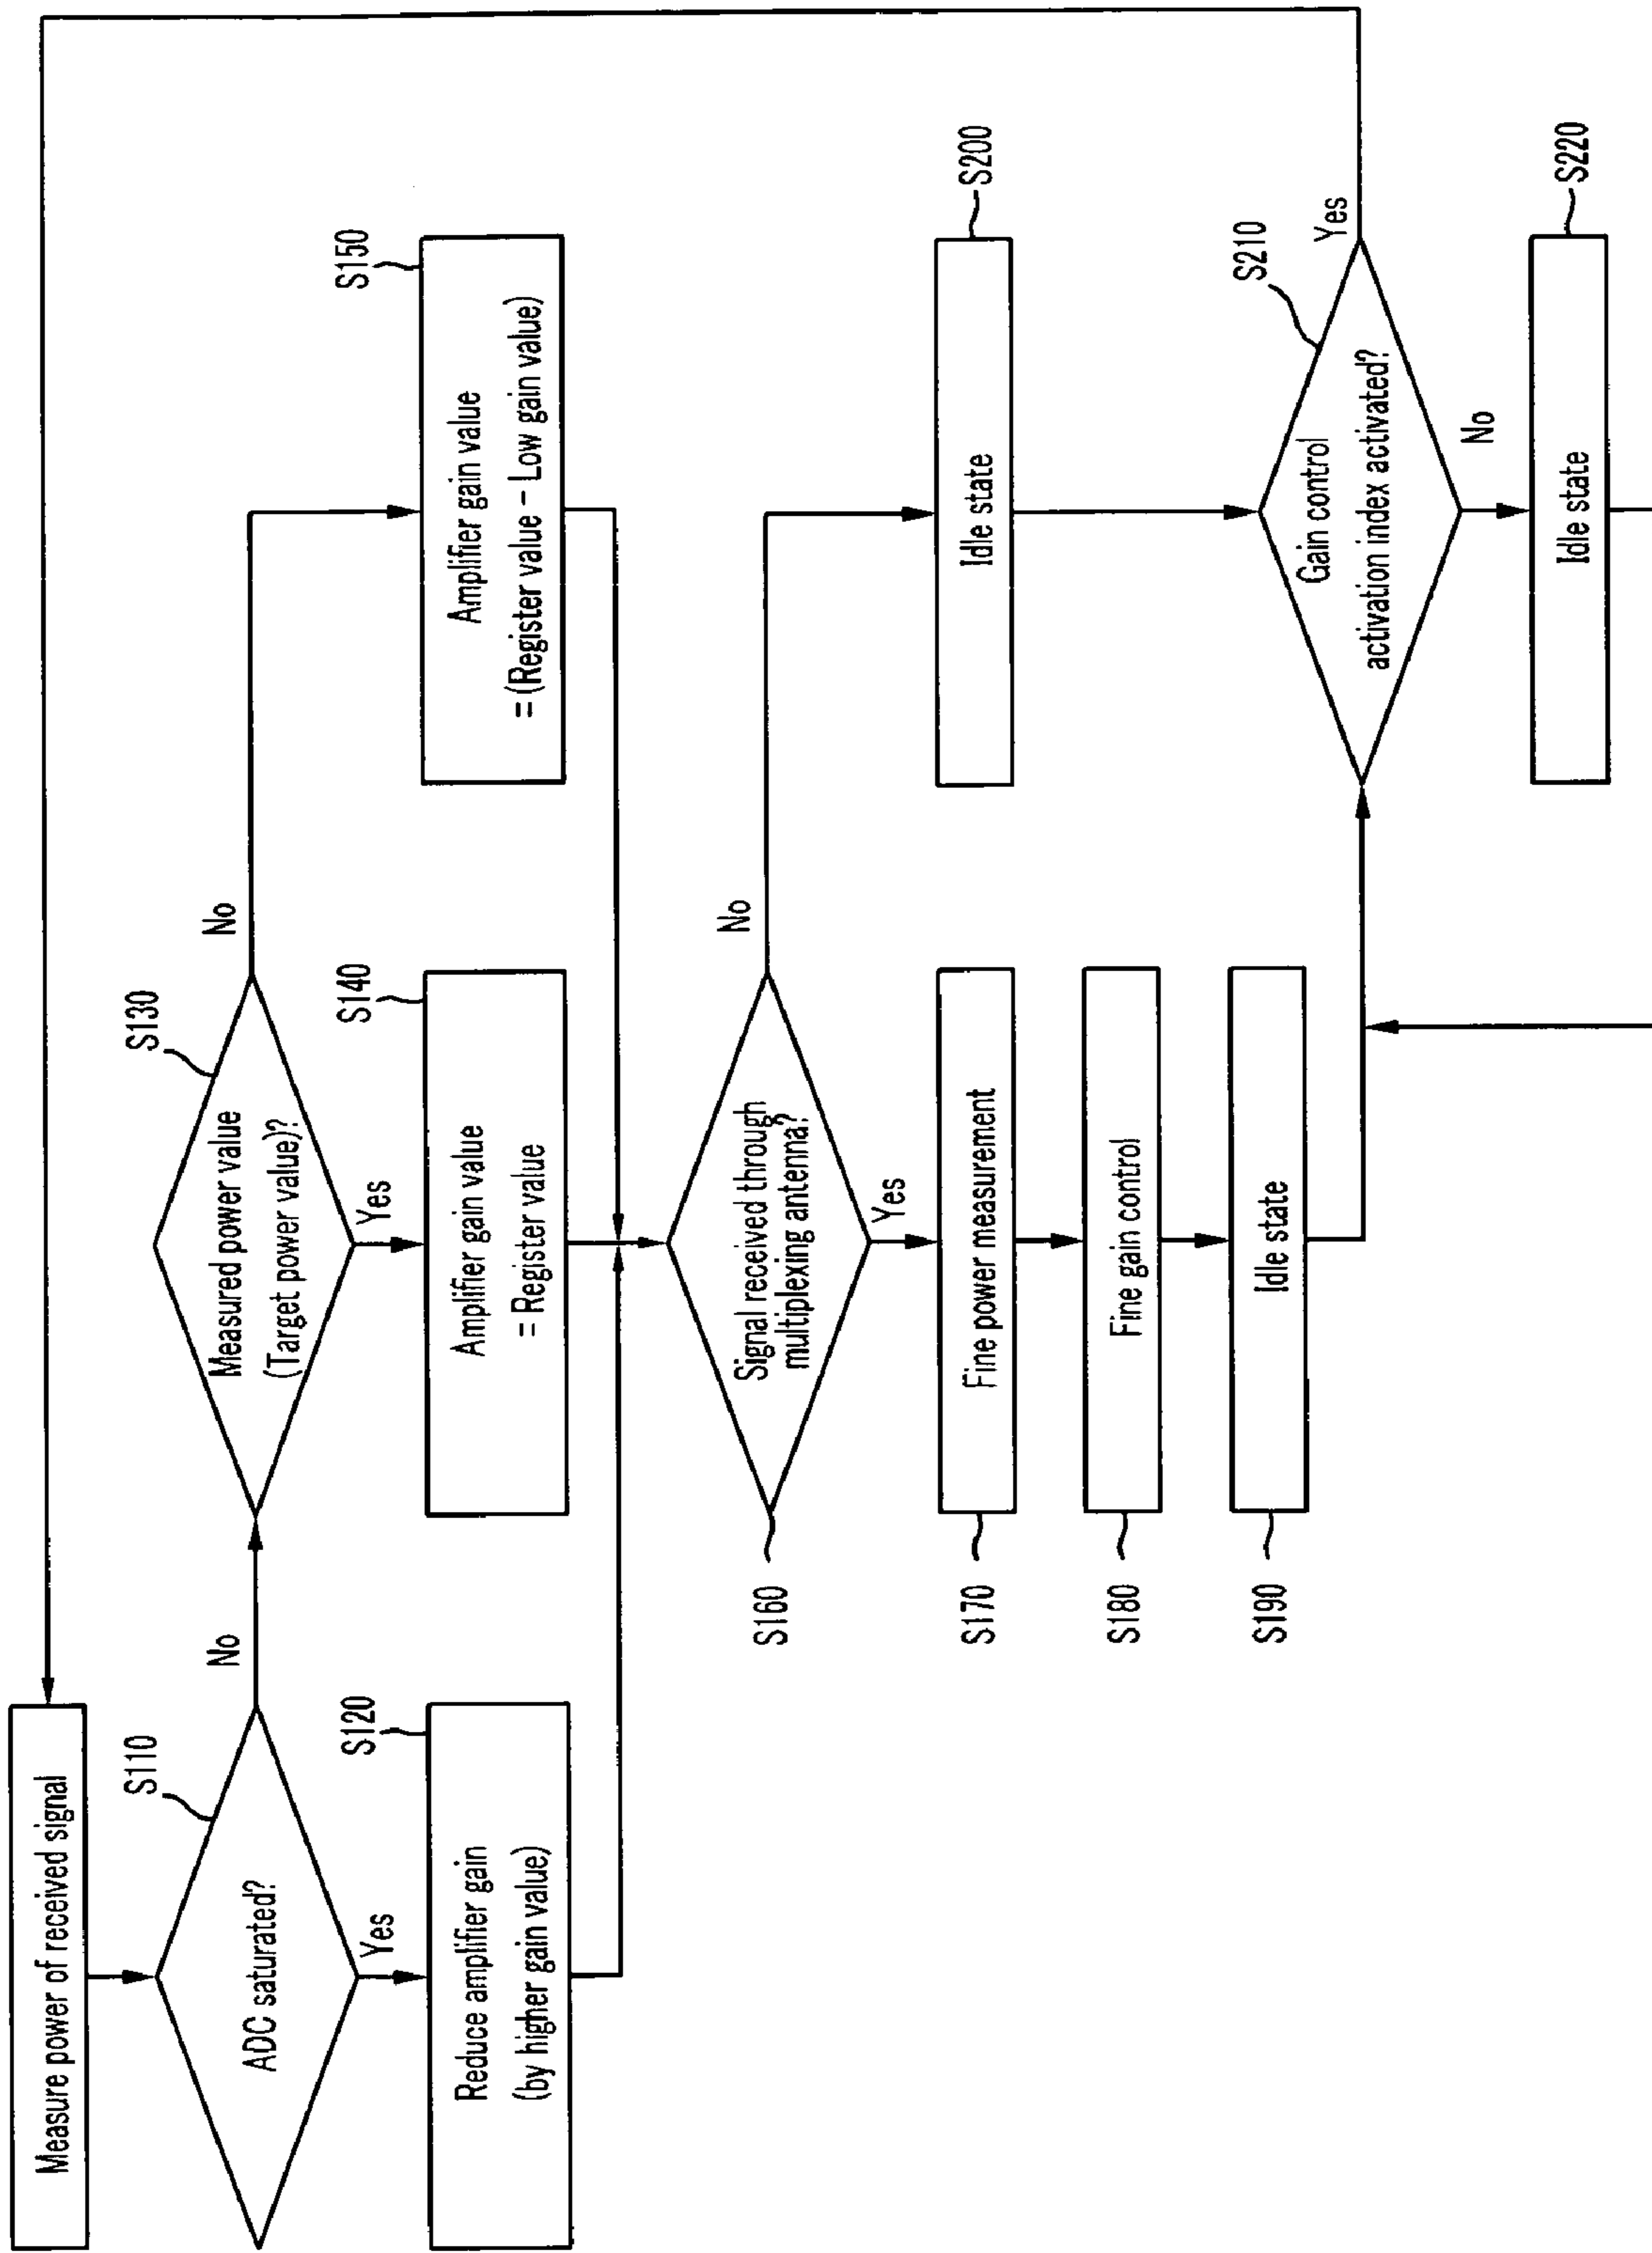 Measure power of received signal
S110
ADC saturated?
No
Yes
S120
Reduce amplifier gain
(by higher gain value)
S130
Measured power value
(Target power value)?
No
Yes
S140
Amplifier gain value
= Register value
S150
Amplifier gain value
= (Register value - Low gain value)
S160
Signal received through
multiplexing antenna?
No
Yes
S170
Fine power measurement
S180
Fine gain control
S190
Idle state
S200
Idle state
S210
Gain control
activation index activated?
Yes
No
S220
Idle state